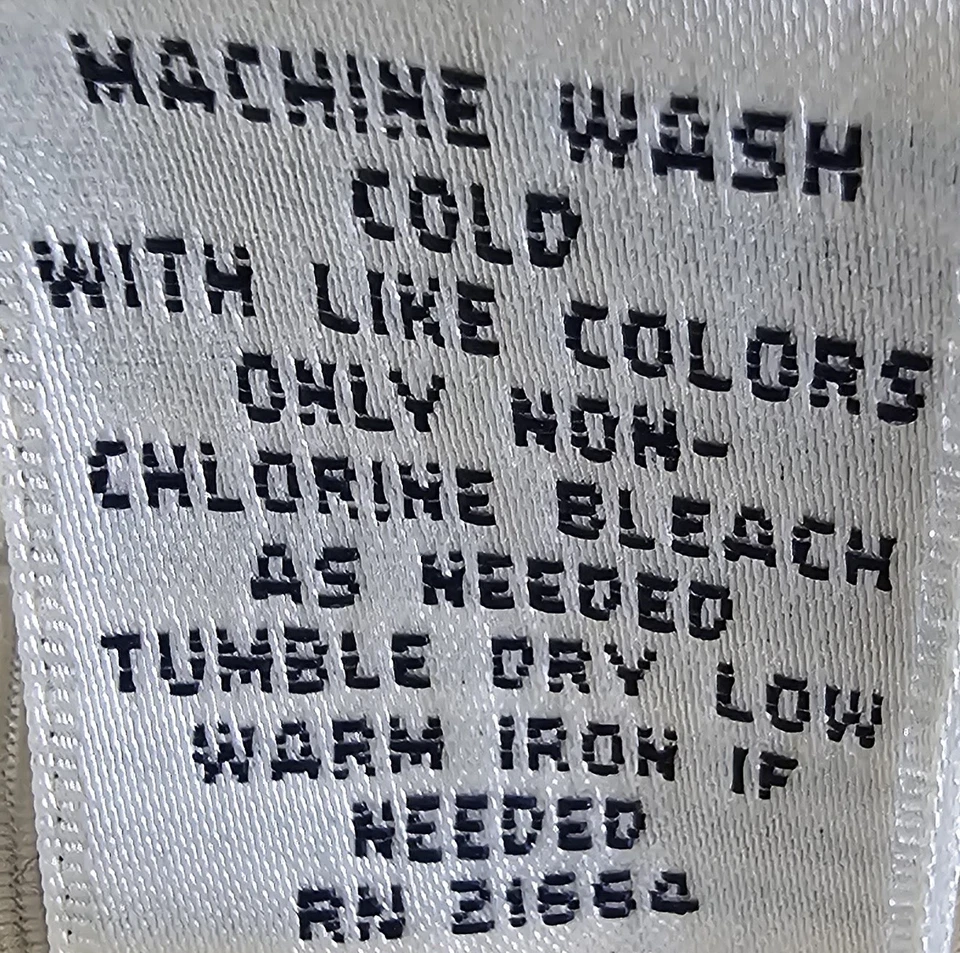 MACHINE WASH
COLD
WITH LIKE COLORS
ONLY NON-
CHLORINE BLEACH
AS NEEDED
TUMBLE DRY LOW
WARM IRON IF
NEEDED
RN